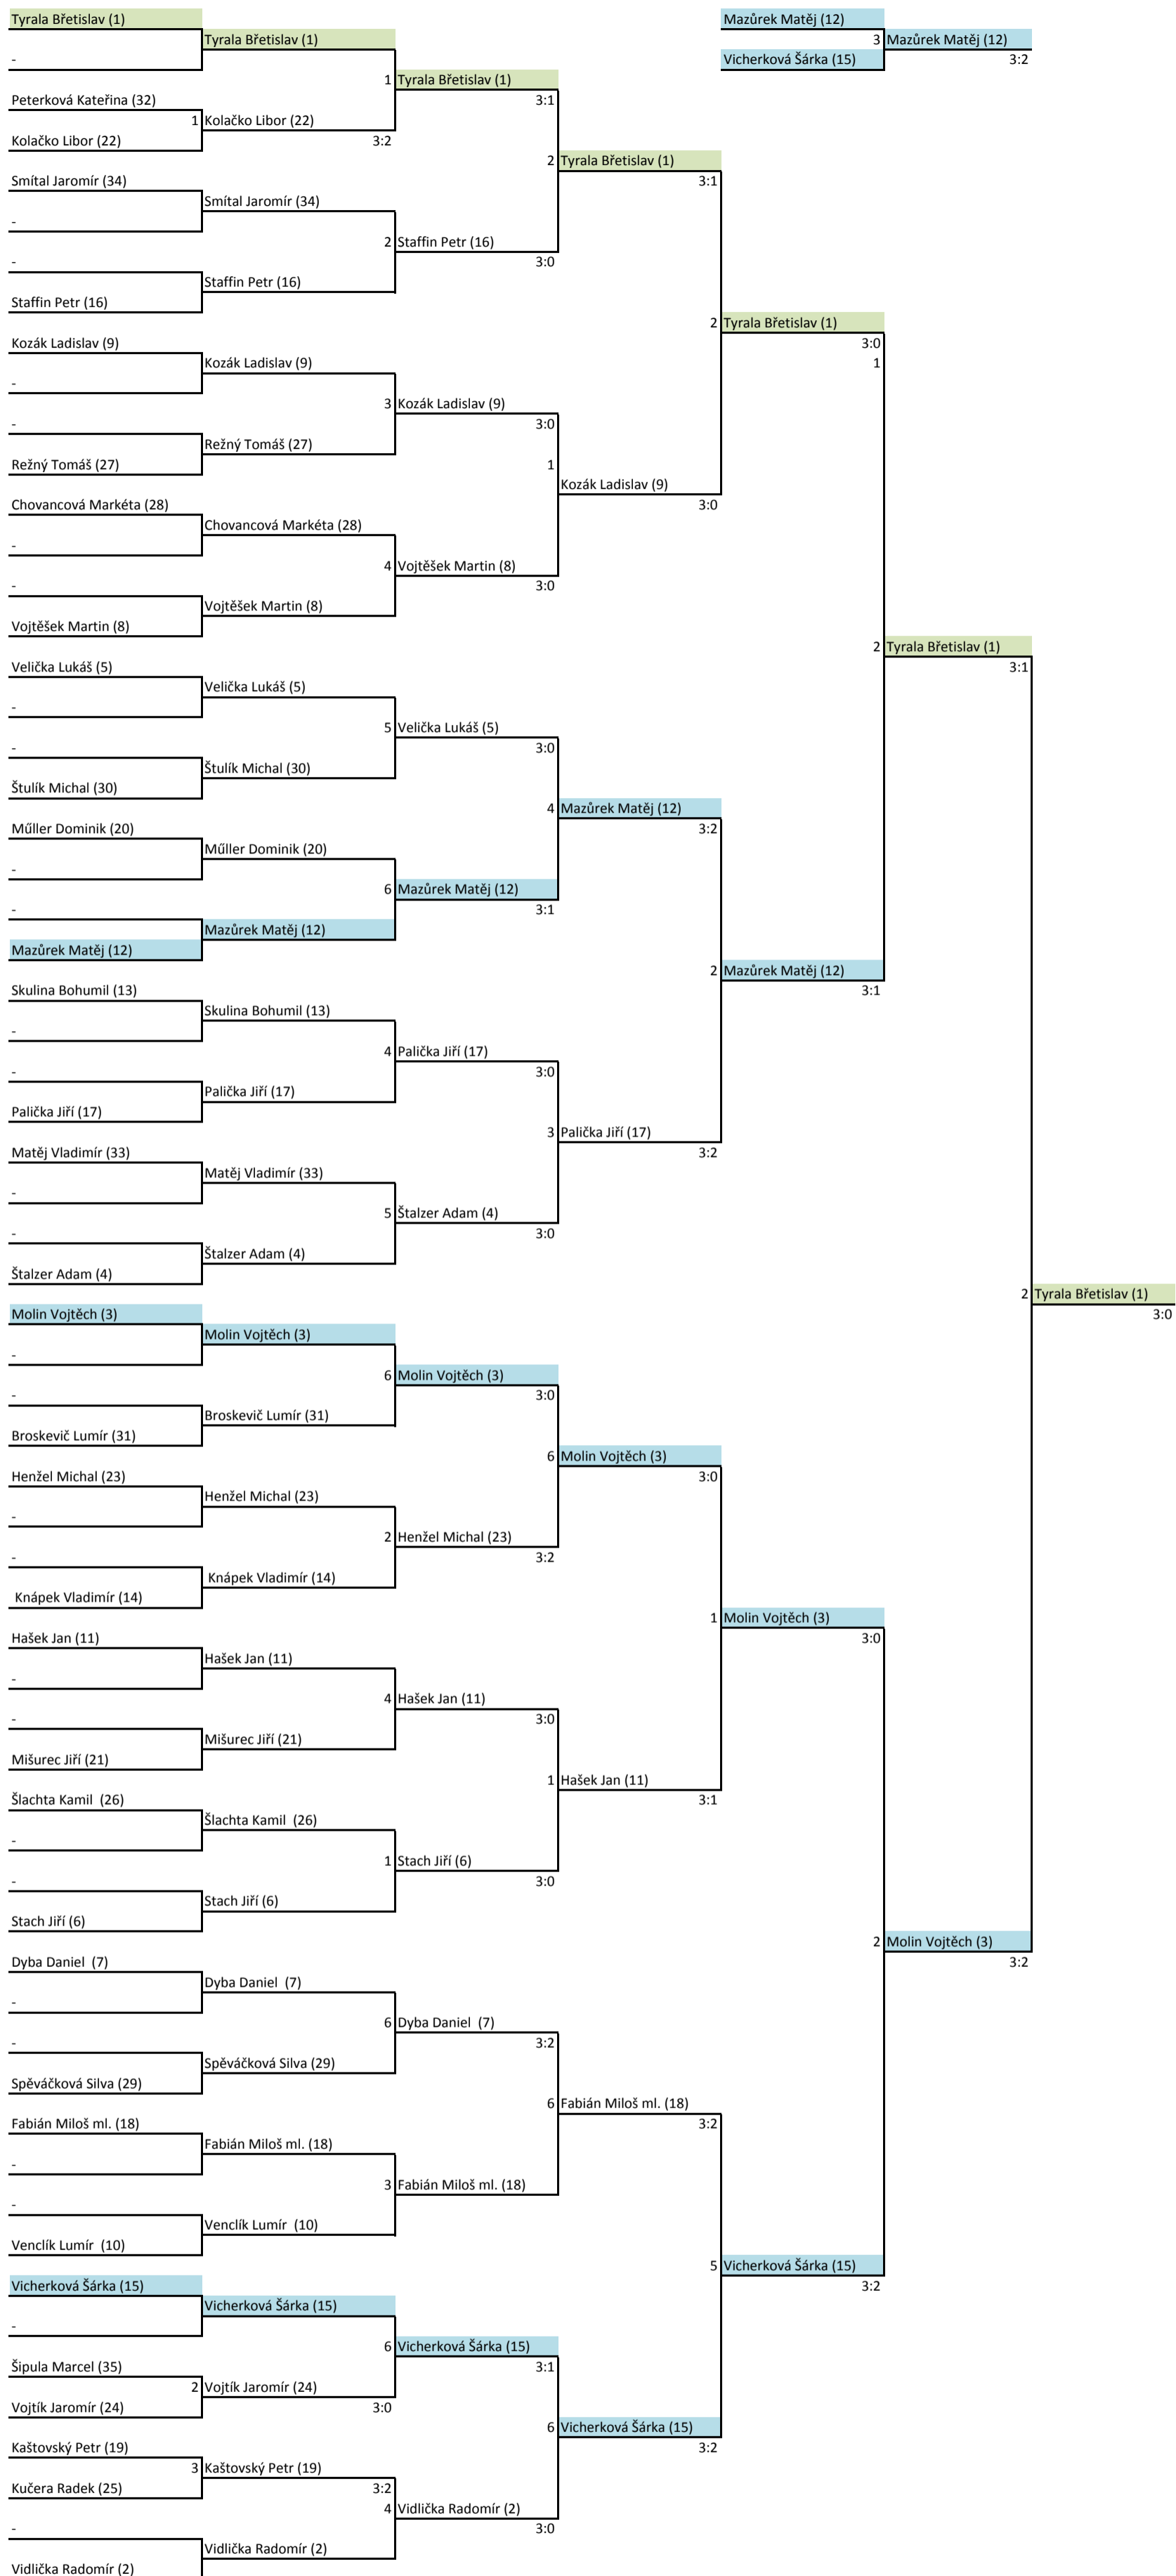 Tyrala Břetislav (1)
Mazůrek Matěj (12)
Tyrala Břetislav (1)
3 Mazůrek Matěj (12)
-
Vicherková Šárka (15)
3:2
1 Tyrala Břetislav (1)
Peterková Kateřina (32)
3:1
1 Kolačko Libor (22)
Kolačko Libor (22)
3:2
2 Tyrala Břetislav (1)
Smítal Jaromír (34)
3:1
Smítal Jaromír (34)
-
2 Staffin Petr (16)
-
3:0
Staffin Petr (16)
Staffin Petr (16)
2 Tyrala Břetislav (1)
Kozák Ladislav (9)
3:0
Kozák Ladislav (9)
1
-
3 Kozák Ladislav (9)
-
3:0
Režný Tomáš (27)
Režný Tomáš (27)
1
Kozák Ladislav (9)
Chovancová Markéta (28)
3:0
Chovancová Markéta (28)
-
4 Vojtěšek Martin (8)
-
3:0
Vojtěšek Martin (8)
Vojtěšek Martin (8)
2 Tyrala Břetislav (1)
Velička Lukáš (5)
3:1
Velička Lukáš (5)
-
5 Velička Lukáš (5)
-
3:0
Štulík Michal (30)
Štulík Michal (30)
4 Mazůrek Matěj (12)
Műller Dominik (20)
3:2
Műller Dominik (20)
-
6 Mazůrek Matěj (12)
-
3:1
Mazůrek Matěj (12)
Mazůrek Matěj (12)
2 Mazůrek Matěj (12)
Skulina Bohumil (13)
3:1
Skulina Bohumil (13)
-
4 Palička Jiří (17)
-
3:0
Palička Jiří (17)
Palička Jiří (17)
3 Palička Jiří (17)
Matěj Vladimír (33)
3:2
Matěj Vladimír (33)
-
5 Štalzer Adam (4)
-
3:0
Štalzer Adam (4)
Štalzer Adam (4)
2 Tyrala Břetislav (1)
Molin Vojtěch (3)
3:0
Molin Vojtěch (3)
-
6 Molin Vojtěch (3)
-
3:0
Broskevič Lumír (31)
Broskevič Lumír (31)
6 Molin Vojtěch (3)
Henžel Michal (23)
3:0
Henžel Michal (23)
-
2 Henžel Michal (23)
-
3:2
Knápek Vladimír (14)
Knápek Vladimír (14)
1 Molin Vojtěch (3)
Hašek Jan (11)
3:0
Hašek Jan (11)
-
4 Hašek Jan (11)
-
3:0
Mišurec Jiří (21)
Mišurec Jiří (21)
1 Hašek Jan (11)
Šlachta Kamil (26)
3:1
Šlachta Kamil (26)
-
1 Stach Jiří (6)
-
3:0
Stach Jiří (6)
Stach Jiří (6)
2 Molin Vojtěch (3)
Dyba Daniel (7)
3:2
Dyba Daniel (7)
-
6 Dyba Daniel (7)
-
3:2
Spěváčková Silva (29)
Spěváčková Silva (29)
6 Fabián Miloš ml. (18)
Fabián Miloš ml. (18)
3:2
Fabián Miloš ml. (18)
-
3 Fabián Miloš ml. (18)
-
Venclík Lumír (10)
Venclík Lumír (10)
5 Vicherková Šárka (15)
Vicherková Šárka (15)
3:2
Vicherková Šárka (15)
-
6 Vicherková Šárka (15)
Šipula Marcel (35)
3:1
2 Vojtík Jaromír (24)
Vojtík Jaromír (24)
3:0
6 Vicherková Šárka (15)
Kaštovský Petr (19)
3:2
3 Kaštovský Petr (19)
Kučera Radek (25)
3:2
4 Vidlička Radomír (2)
-
3:0
Vidlička Radomír (2)
Vidlička Radomír (2)